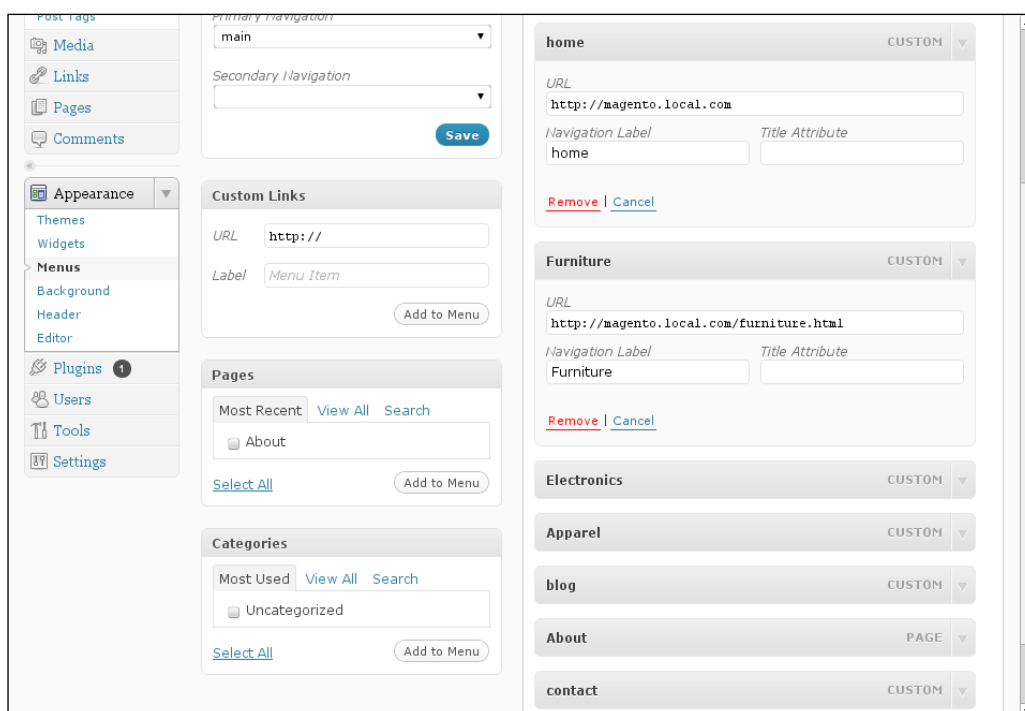 Post Tags
Media
Links
Pages
Comments
Appearance
Themes
Widgets
Menus
Background
Header
Editor
Plugins 1
Users
Tools
Settings
Primary Navigation
main
Secondary Navigation
Save
Custom Links
URL http://
Label Menu Item
Add to Menu
Pages
Most Recent View All Search
About
Select All Add to Menu
Categories
Most Used View All Search
Uncategorized
Select All Add to Menu
home CUSTOM
URL
http://magento.local.com
Navigation Label Title Attribute
home
Remove | Cancel
Furniture CUSTOM
URL
http://magento.local.com/furniture.html
Navigation Label Title Attribute
Furniture
Remove | Cancel
Electronics CUSTOM
Apparel CUSTOM
blog CUSTOM
About PAGE
contact CUSTOM